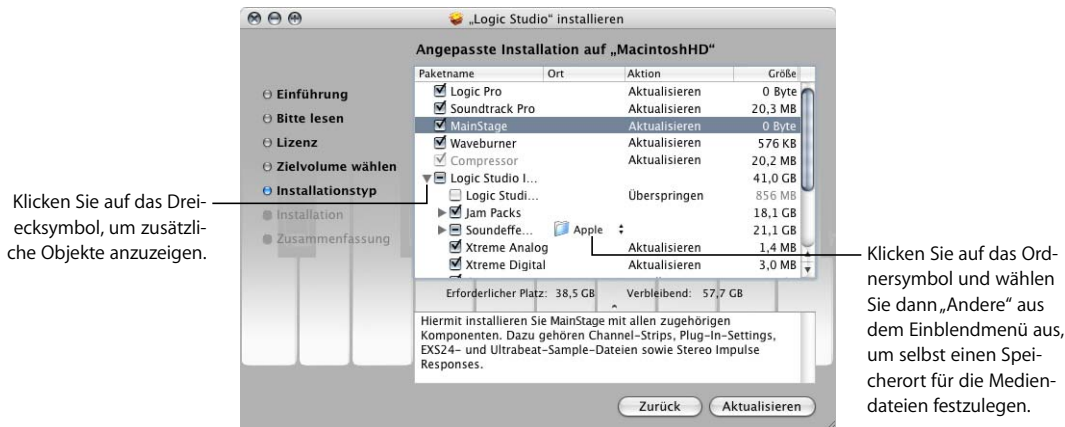 „Logic Studio“ installieren
Angepasste Installation auf „MacintoshHD“
Einführung
Bitte lesen
Lizenz
Zielvolume wählen
Installationstyp
Installation
Zusammenfassung
Paketname Ort Aktion Größe
Logic Pro Aktualisieren 0 Byte
Soundtrack Pro Aktualisieren 20,3 MB
MainStage Aktualisieren 0 Byte
Waveburner Aktualisieren 576 KB
Compressor Aktualisieren 20,2 MB
Logic Studio I... 41,0 GB
Logic Studi... Überspringen 856 MB
Jam Packs 18,1 GB
Soundeffe... Apple 21,1 GB
Xtreme Analog Aktualisieren 1,4 MB
Xtreme Digital Aktualisieren 3,0 MB
Erforderlicher Platz: 38,5 GB Verbleibend: 57,7 GB
Hiermit installieren Sie MainStage mit allen zugehörigen
Komponenten. Dazu gehören Channel-Strips, Plug-In-Settings,
EXS24- und Ultrabeat-Sample-Dateien sowie Stereo Impulse
Responses.
Zurück Aktualisieren
Klicken Sie auf das Drei-
ecksymbol, um zusätzli-
che Objekte anzuzeigen.
Klicken Sie auf das Ord-
nersymbol und wählen
Sie dann „Andere“ aus
dem Einblendmenü aus,
um selbst einen Spei-
cherort für die Medien-
dateien festzulegen.